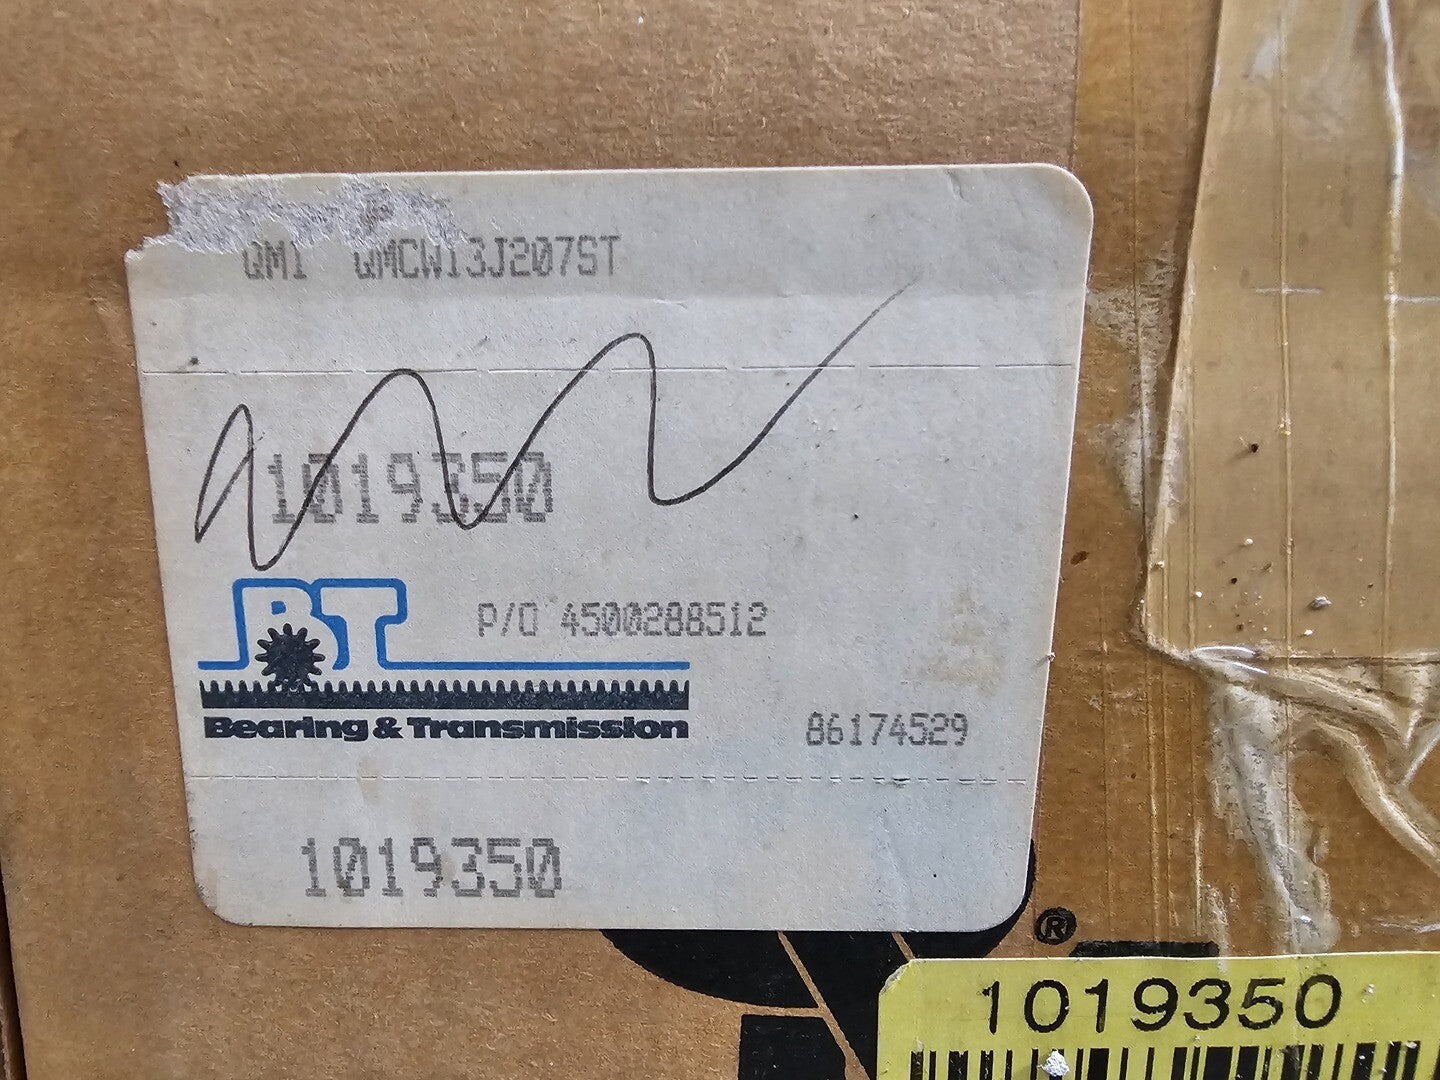 QM1 QMCW13J207ST
1019350
BT
P/O 4500288512
Bearing & Transmission
86174529
1019350
®
1019350